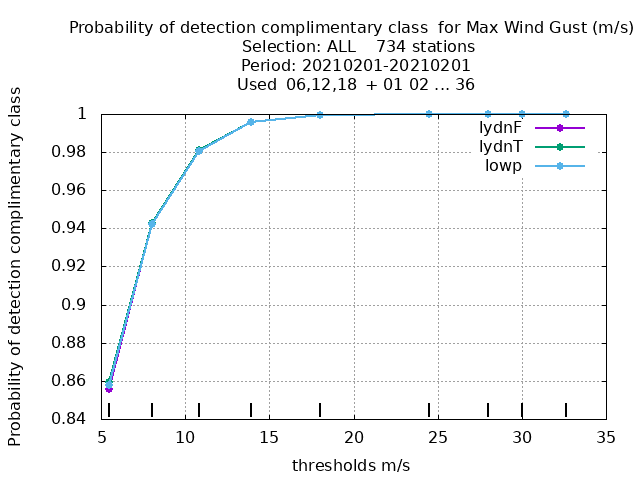 Probability of detection complimentary class  for Max Wind Gust (m/s)
Selection: ALL    734 stations
Period: 20210201-20210201
Used  06,12,18  + 01 02 ... 36
Probability of detection complimentary class
1
0.98
0.96
0.94
0.92
0.9
0.88
0.86
0.84
lydnF
lydnT
lowp
5 10 15 20 25 30 35
thresholds m/s